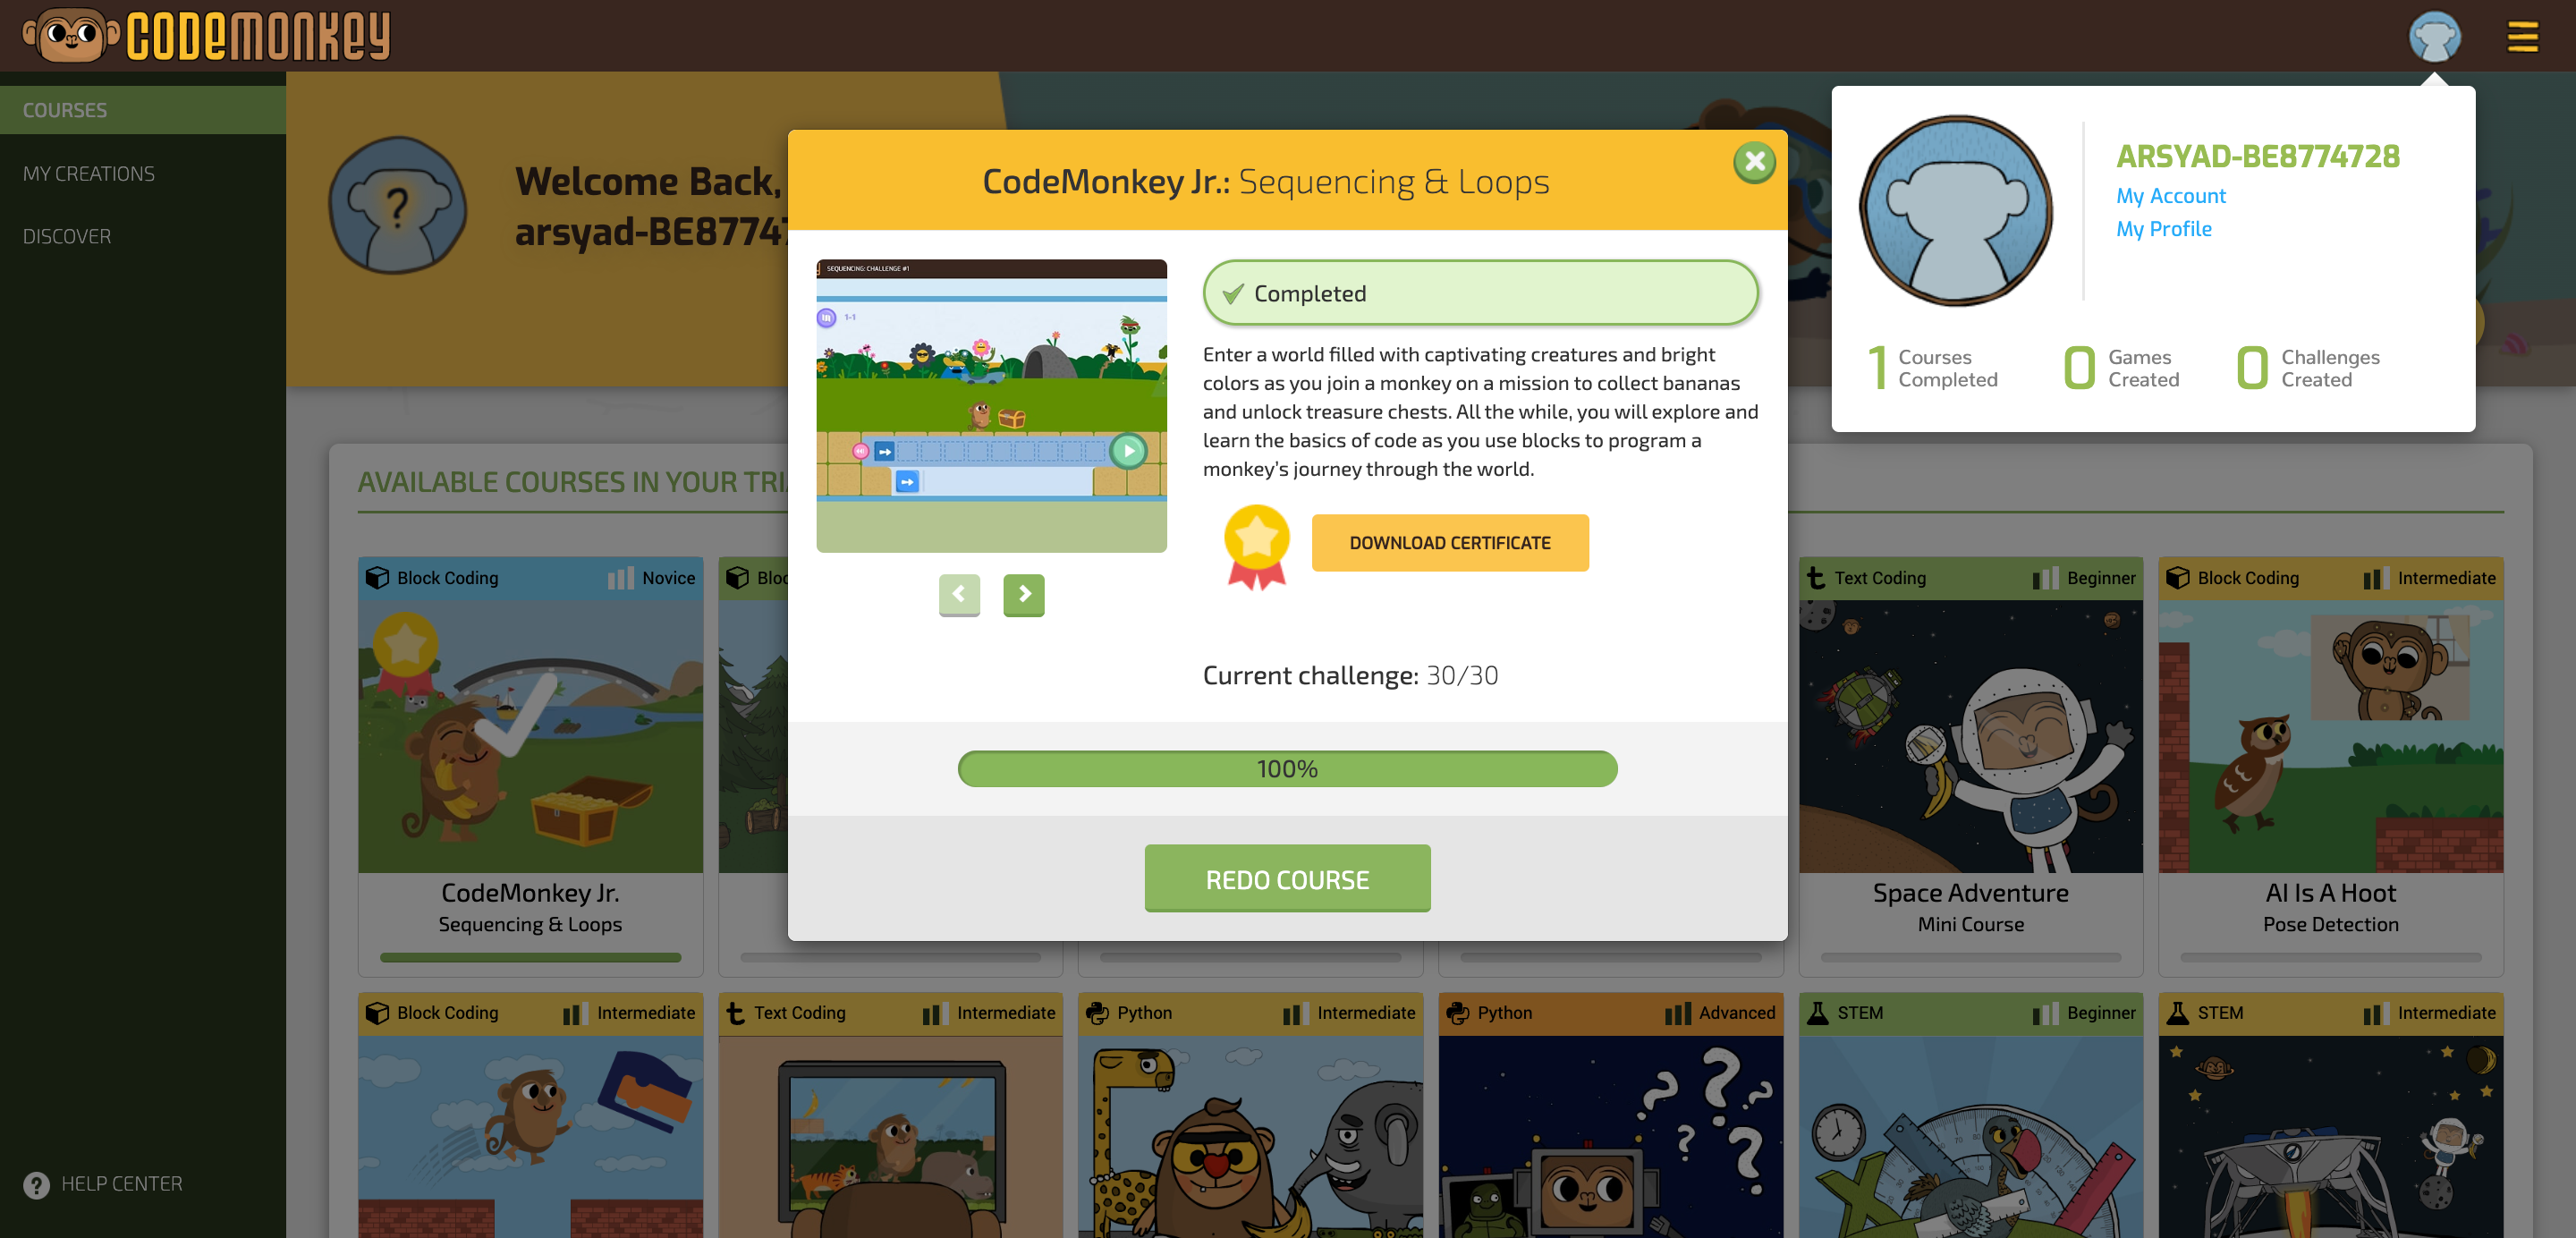 CODEMONKEY
COURSES
MY CREATIONS
DISCOVER
HELP CENTER
Welcome Back,
arsyad-BE8774
ARSYAD-BE8774728
My Account
My Profile
1 Courses Completed
0 Games Created
0 Challenges Created
CodeMonkey Jr.: Sequencing & Loops
SEQUENCING: CHALLENGE #1
1-1
Completed
Enter a world filled with captivating creatures and bright
colors as you join a monkey on a mission to collect bananas
and unlock treasure chests. All the while, you will explore and
learn the basics of code as you use blocks to program a
monkey’s journey through the world.
DOWNLOAD CERTIFICATE
Current challenge: 30/30
100%
REDO COURSE
AVAILABLE COURSES IN YOUR TRI
Block Coding Novice
CodeMonkey Jr.
Sequencing & Loops
Text Coding Beginner
Space Adventure
Mini Course
Block Coding Intermediate
AI Is A Hoot
Pose Detection
Block Coding Intermediate
Text Coding Intermediate
Python Intermediate
Python Advanced
STEM Beginner
STEM Intermediate